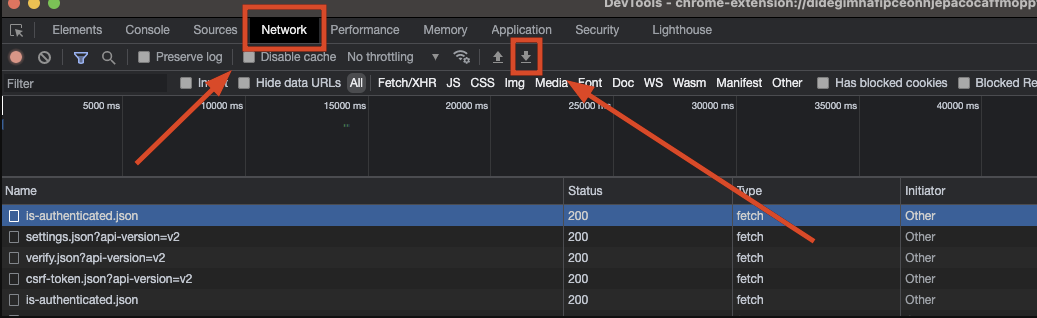 DevTools - chrome-extension://didegimhafipceonhjepacocaffmopp
Elements Console Sources Network Performance Memory Application Security Lighthouse
Preserve log Disable cache No throttling
Filter Hide data URLs All Fetch/XHR JS CSS Img Media Font Doc WS Wasm Manifest Other Has blocked cookies Blocked Re
5000 ms 10000 ms 15000 ms 20000 ms 25000 ms 30000 ms 35000 ms 40000 ms
Name Status Type Initiator
is-authenticated.json 200 fetch Other
settings.json?api-version=v2 200 fetch Other
verify.json?api-version=v2 200 fetch Other
csrf-token.json?api-version=v2 200 fetch Other
is-authenticated.json 200 fetch Other